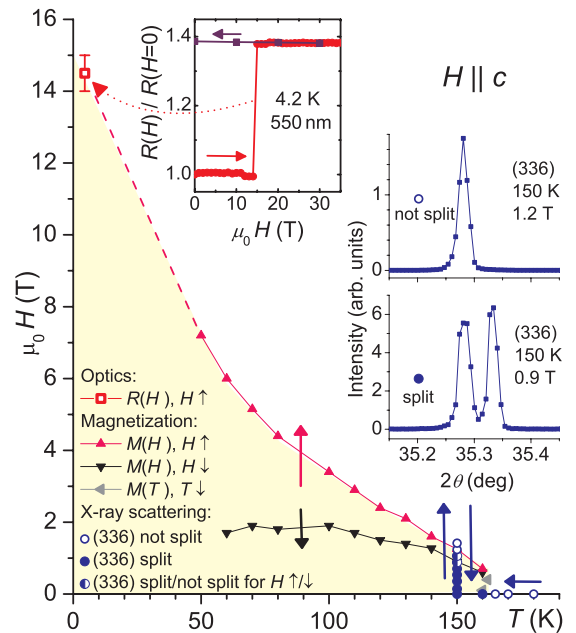 16
14
12
10
8
6
4
2
0
μ₀H (T)
0
50
100
150
T (K)
R(H) / R(H=0)
1.4
1.2
1.0
4.2 K
550 nm
0
10
20
30
μ₀H (T)
H || c
(336)
150 K
1.2 T
not split
1
0
Intensity (arb. units)
(336)
150 K
0.9 T
split
6
4
2
0
35.2
35.3
35.4
2θ (deg)
Optics:
R(H), H↑
Magnetization:
M(H), H↑
M(H), H↓
M(T), T↓
X-ray scattering:
(336) not split
(336) split
(336) split/not split for H ↑/↓